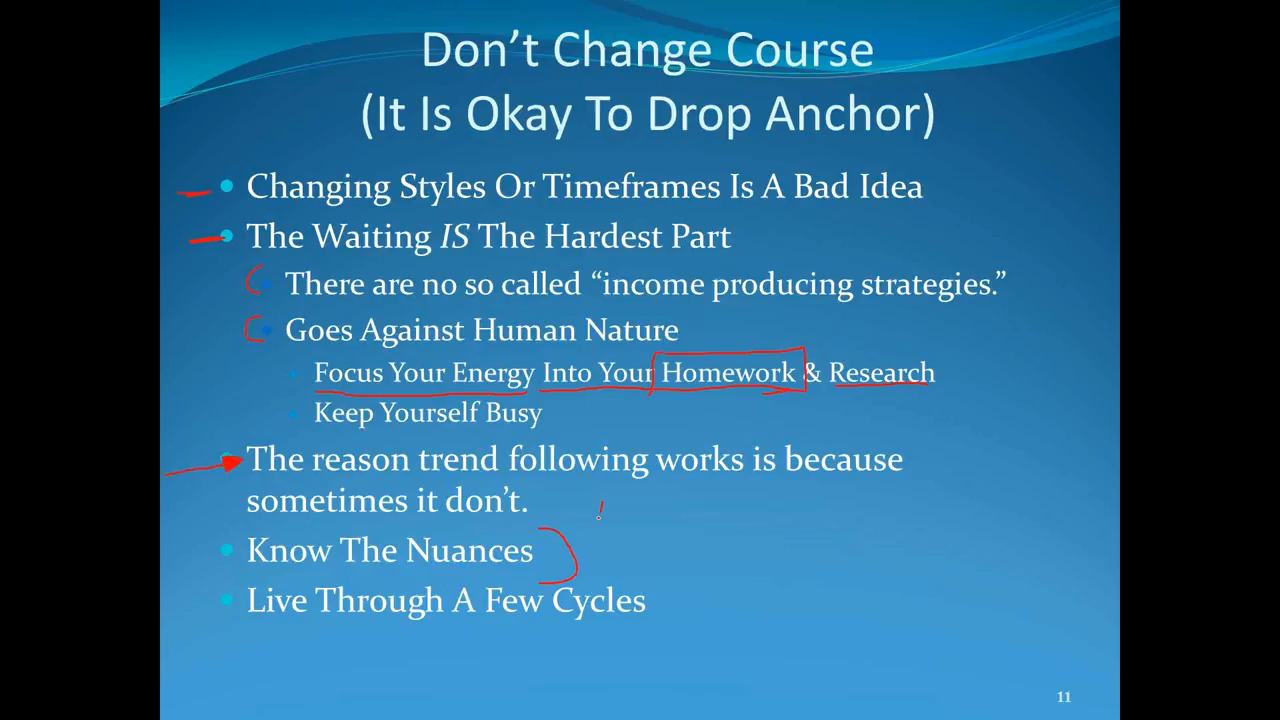 Don’t Change Course
(It Is Okay To Drop Anchor)
Changing Styles Or Timeframes Is A Bad Idea
The Waiting IS The Hardest Part
There are no so called “income producing strategies.”
Goes Against Human Nature
Focus Your Energy Into Your Homework & Research
Keep Yourself Busy
The reason trend following works is because
sometimes it don’t.
Know The Nuances
Live Through A Few Cycles
11